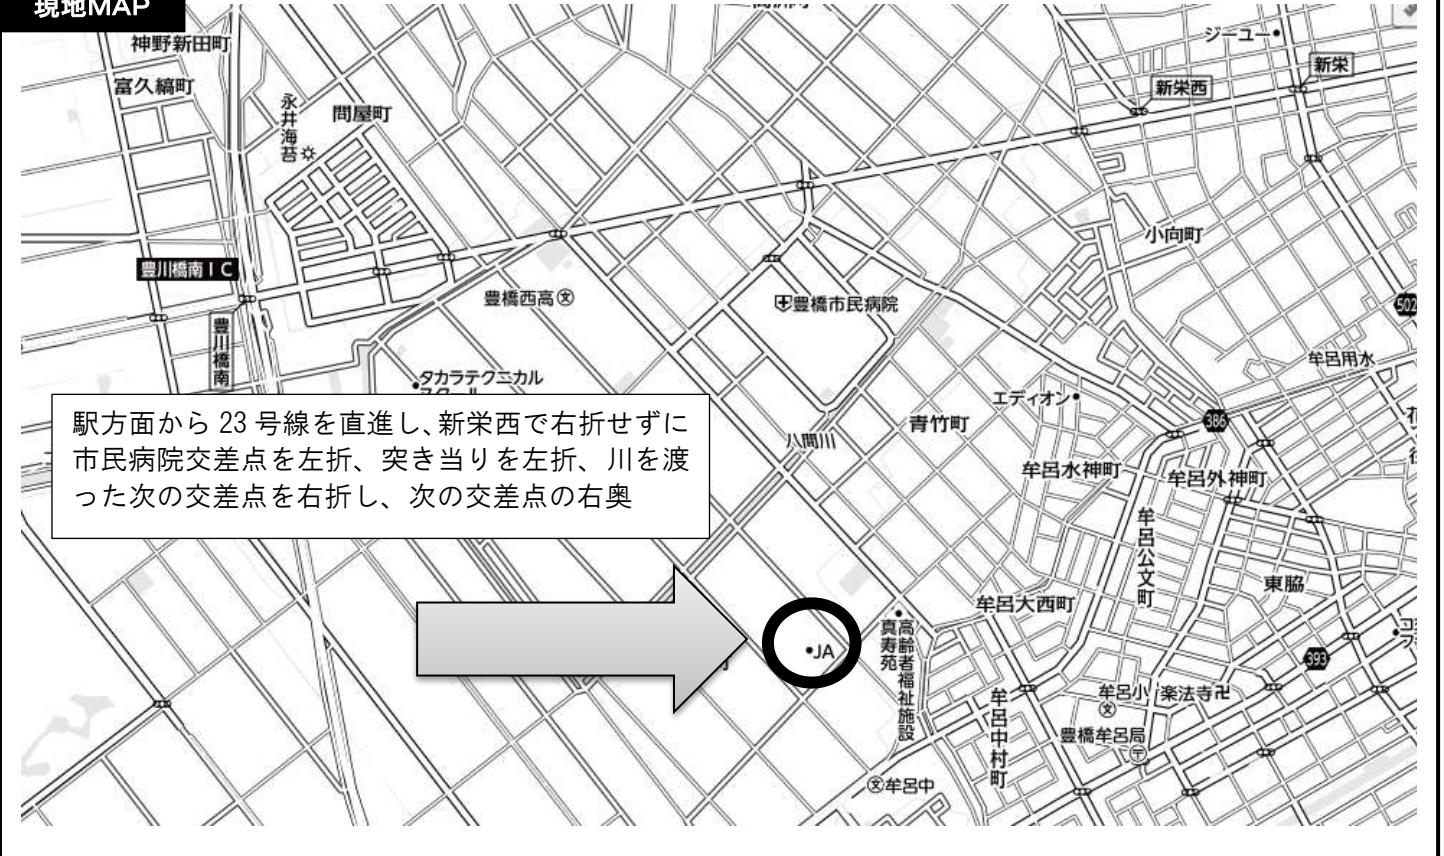 現地MAP
神野新田町
富久縞町
永井海苔
問屋町
ジーユー
新栄
新栄西
小向町
豊川橋南IC
豊橋西高
文
豊橋市民病院
502
豊川橋南
牟呂用水
タカラテクニカル
エディオン
386
青竹町
八間川
駅方面から 23 号線を直進し、新栄西で右折せずに
市民病院交差点を左折、突き当りを左折、川を渡
った次の交差点を右折し、次の交差点の右奥
牟呂水神町
牟呂外神町
牟呂公文町
東脇
牟呂大西町
高齢者福祉施設
真寿苑
JA
393
牟呂小
文
楽法寺
牟呂中村町
豊橋牟呂局
文
牟呂中